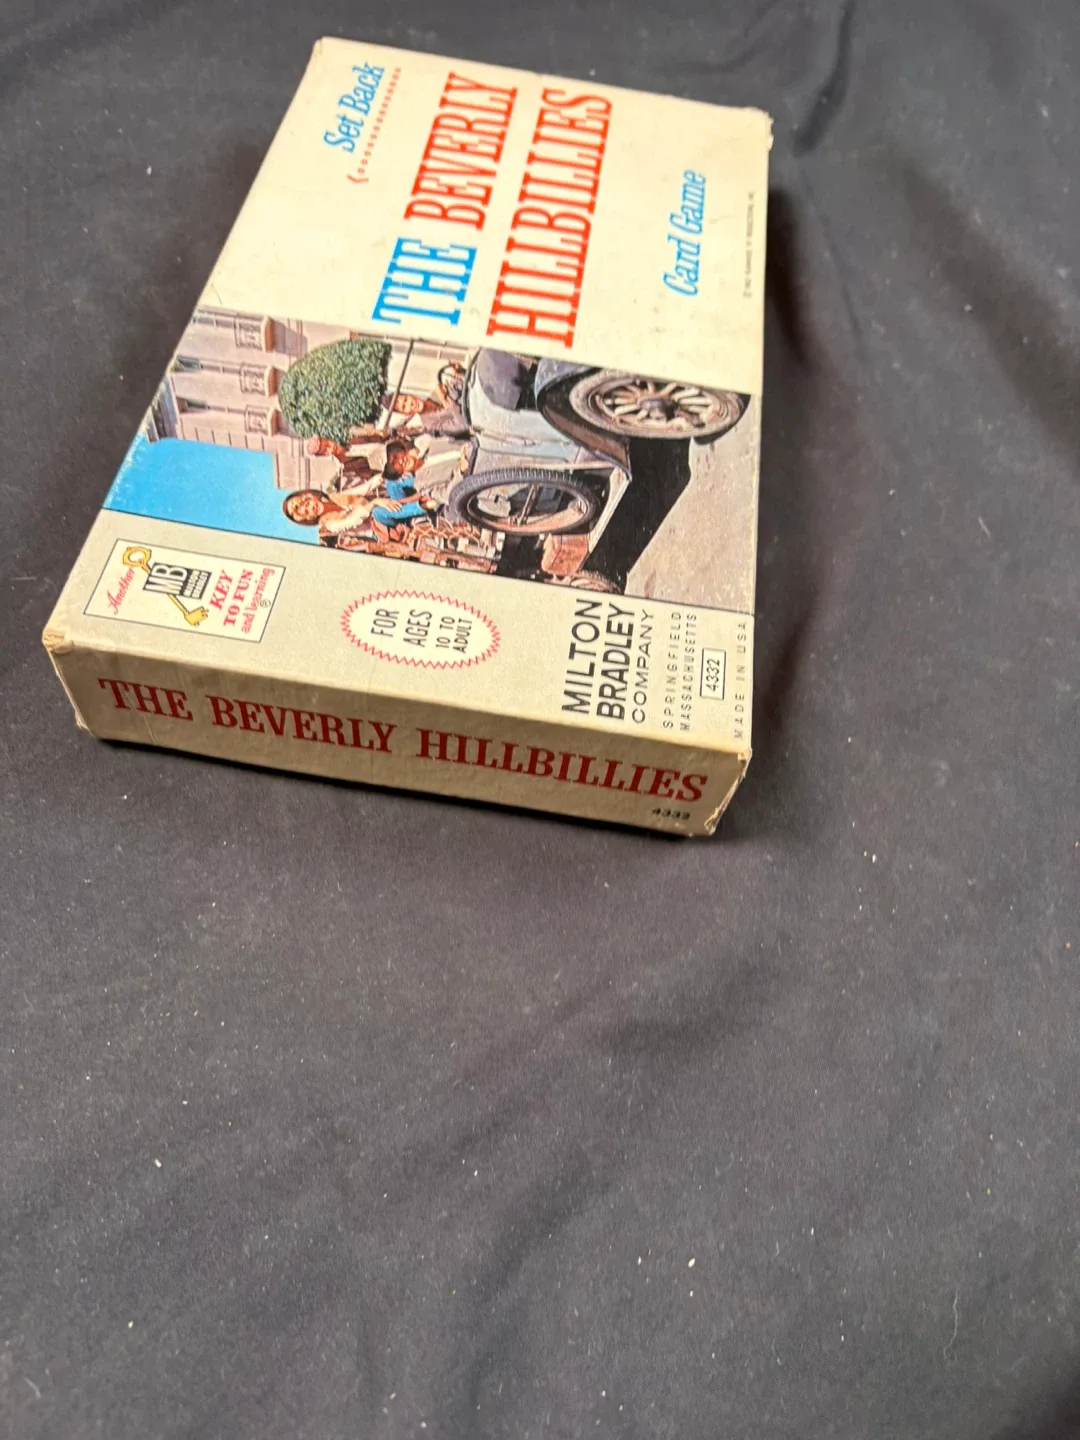 Set Back
THE BEVERLY
HILLBILLIES
Card Game
Another
MB
KEY
TO FUN
and learning
®
FOR
AGES
10 TO
ADULT
MILTON
BRADLEY
COMPANY
SPRINGFIELD
MASSACHUSETTS
4332
MADE IN USA
THE BEVERLY HILLBILLIES
4332